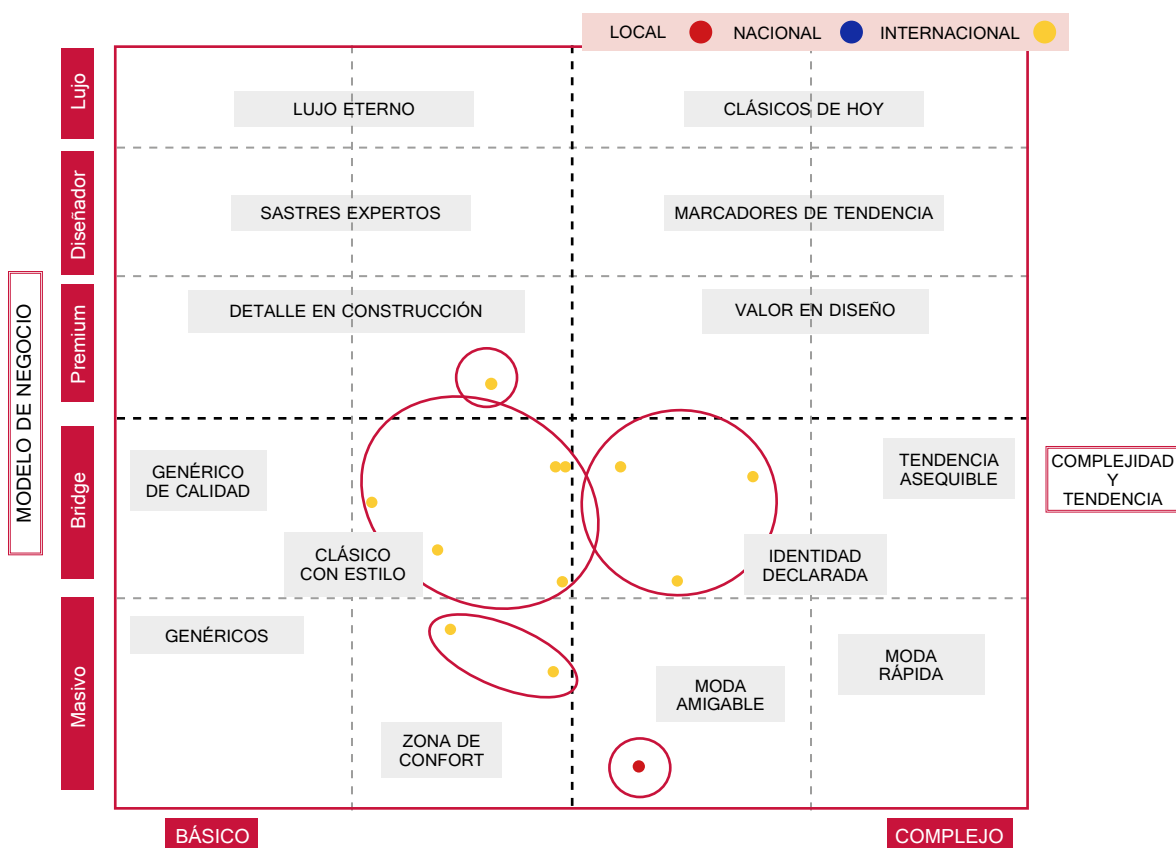 LOCAL NACIONAL INTERNACIONAL
Lujo
LUJO ETERNO
CLÁSICOS DE HOY
Diseñador
SASTRES EXPERTOS
MARCADORES DE TENDENCIA
MODELO DE NEGOCIO
Premium
DETALLE EN CONSTRUCCIÓN
VALOR EN DISEÑO
Bridge
GENÉRICO
DE CALIDAD
TENDENCIA
ASEQUIBLE
COMPLEJIDAD
Y
TENDENCIA
CLÁSICO
CON ESTILO
IDENTIDAD
DECLARADA
Masivo
GENÉRICOS
MODA
RÁPIDA
MODA
AMIGABLE
ZONA DE
CONFORT
BÁSICO
COMPLEJO